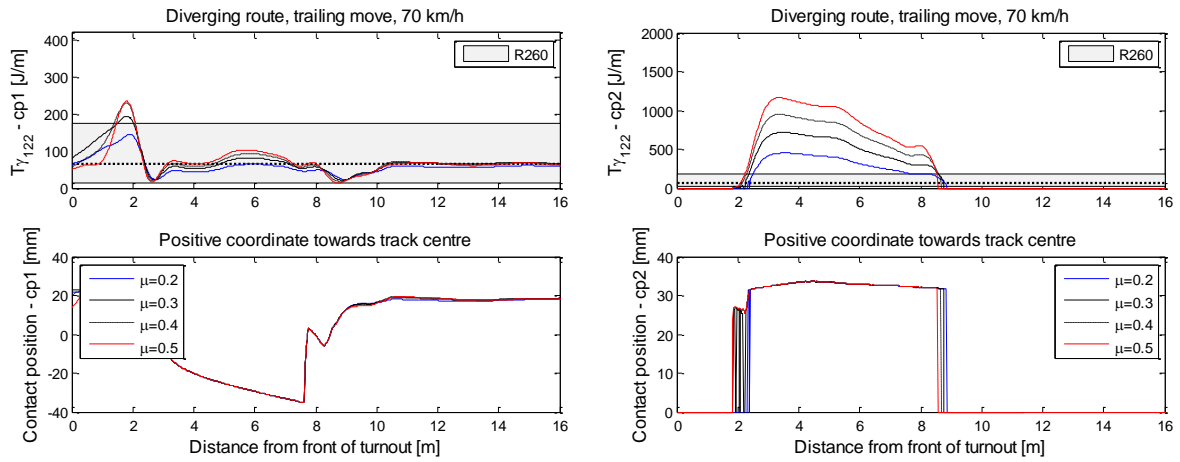 Diverging route, trailing move, 70 km/h
Tγ122 - cp1 [J/m]
400
300
200
100
0
R260
0 2 4 6 8 10 12 14 16
Diverging route, trailing move, 70 km/h
Tγ122 - cp2 [J/m]
2000
1500
1000
500
0
R260
0 2 4 6 8 10 12 14 16
Positive coordinate towards track centre
Contact position - cp1 [mm]
40
20
0
-20
-40
μ=0.2
μ=0.3
μ=0.4
μ=0.5
0 2 4 6 8 10 12 14 16
Distance from front of turnout [m]
Positive coordinate towards track centre
Contact position - cp2 [mm]
40
30
20
10
0
μ=0.2
μ=0.3
μ=0.4
μ=0.5
0 2 4 6 8 10 12 14 16
Distance from front of turnout [m]